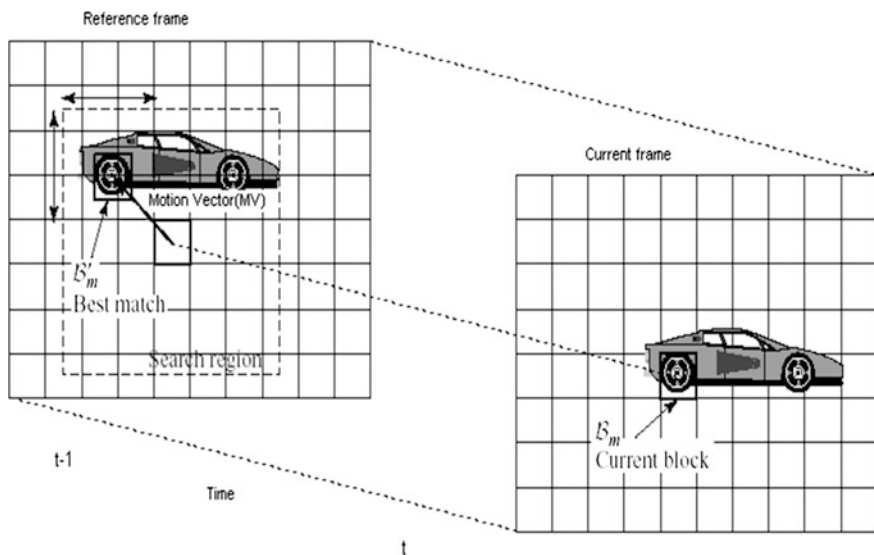 Reference frame
Current frame
Motion Vector(MV)
B'm
Best match
Search region
Bm
Current block
t-1
Time
t